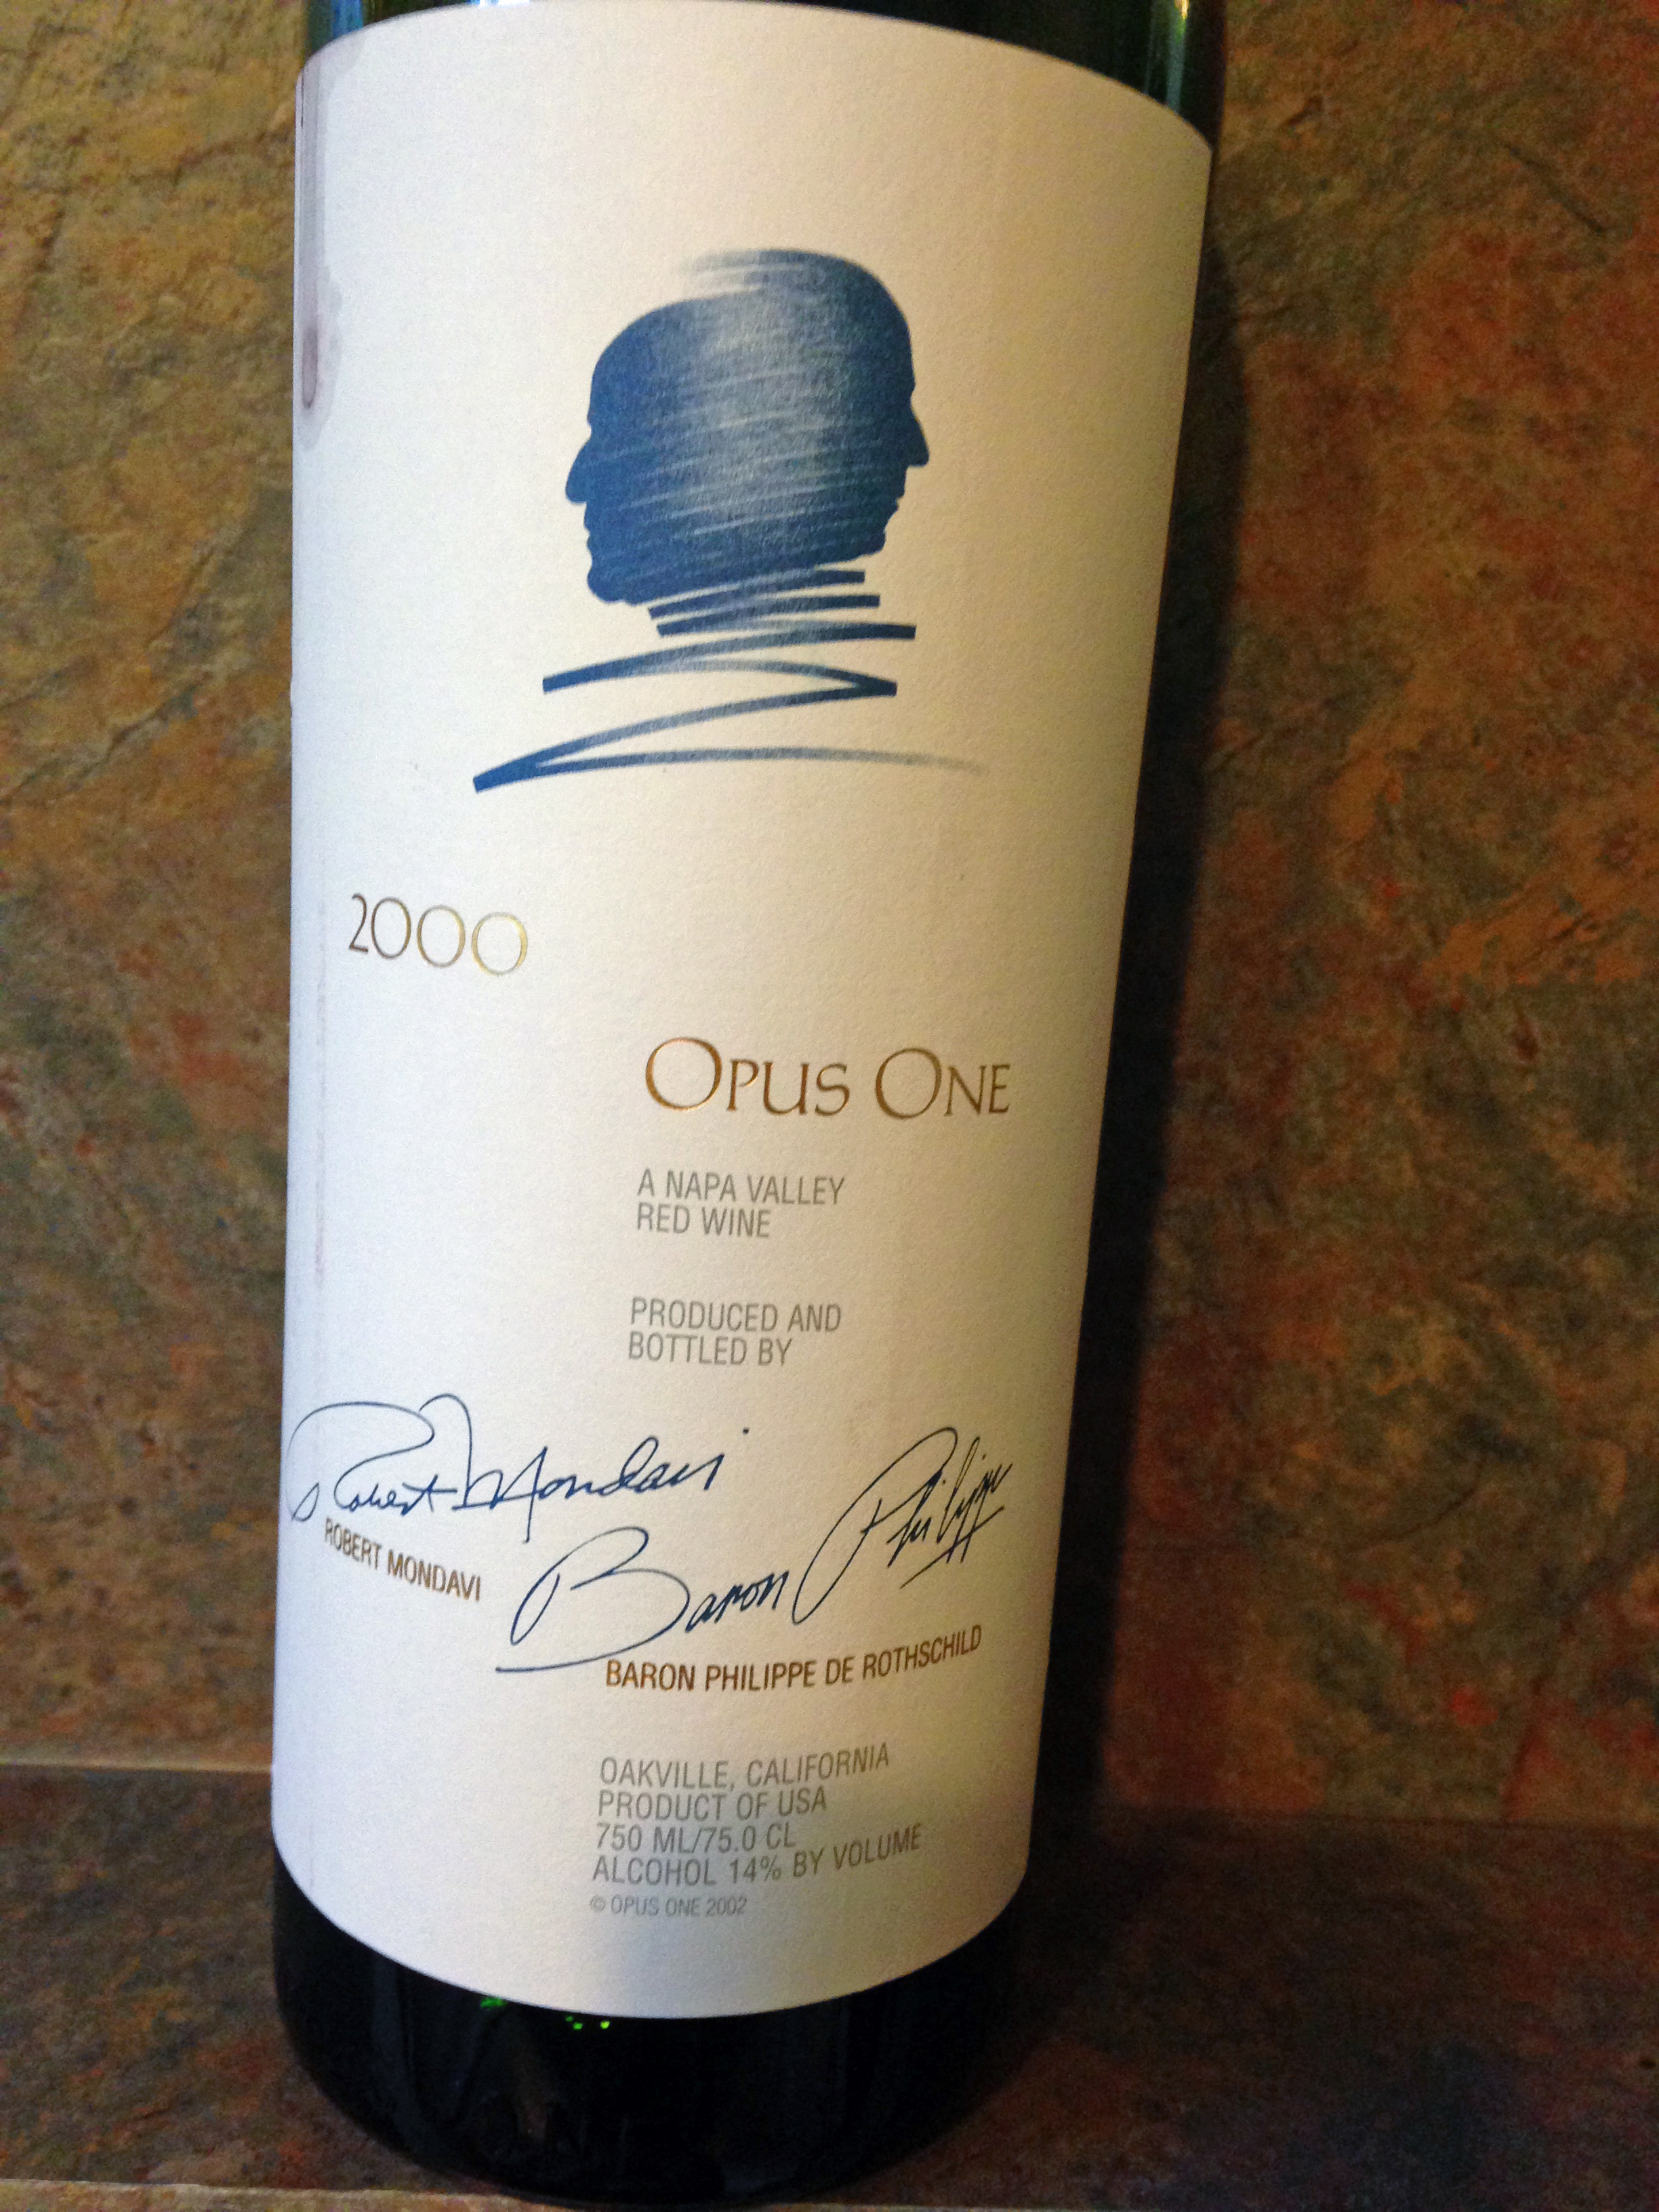 2000
OPUS ONE
A NAPA VALLEY
RED WINE
PRODUCED AND
BOTTLED BY
Robert Mondavi
ROBERT MONDAVI
Baron Philippe
BARON PHILIPPE DE ROTHSCHILD
OAKVILLE, CALIFORNIA
PRODUCT OF USA
750 ML/75.0 CL
ALCOHOL 14% BY VOLUME
© OPUS ONE 2002